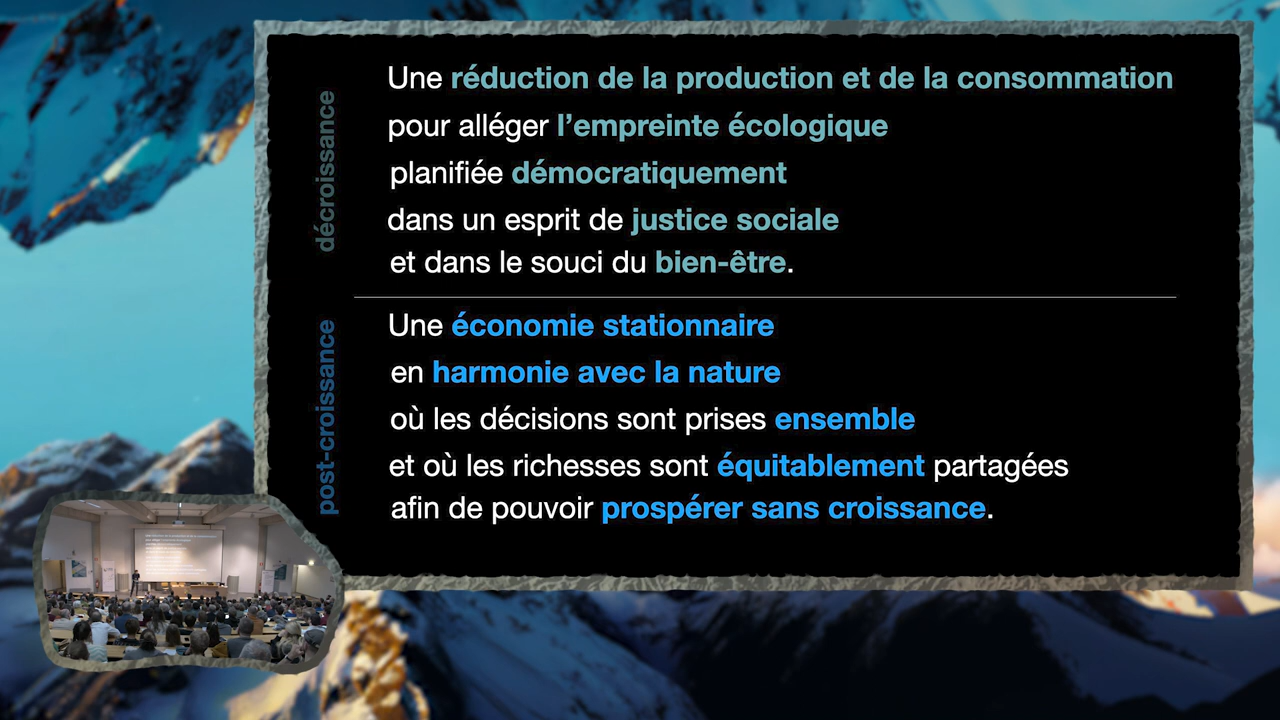 décroissance
Une réduction de la production et de la consommation
pour alléger l’empreinte écologique
planifiée démocratiquement
dans un esprit de justice sociale
et dans le souci du bien-être.
post-croissance
Une économie stationnaire
en harmonie avec la nature
où les décisions sont prises ensemble
et où les richesses sont équitablement partagées
afin de pouvoir prospérer sans croissance.